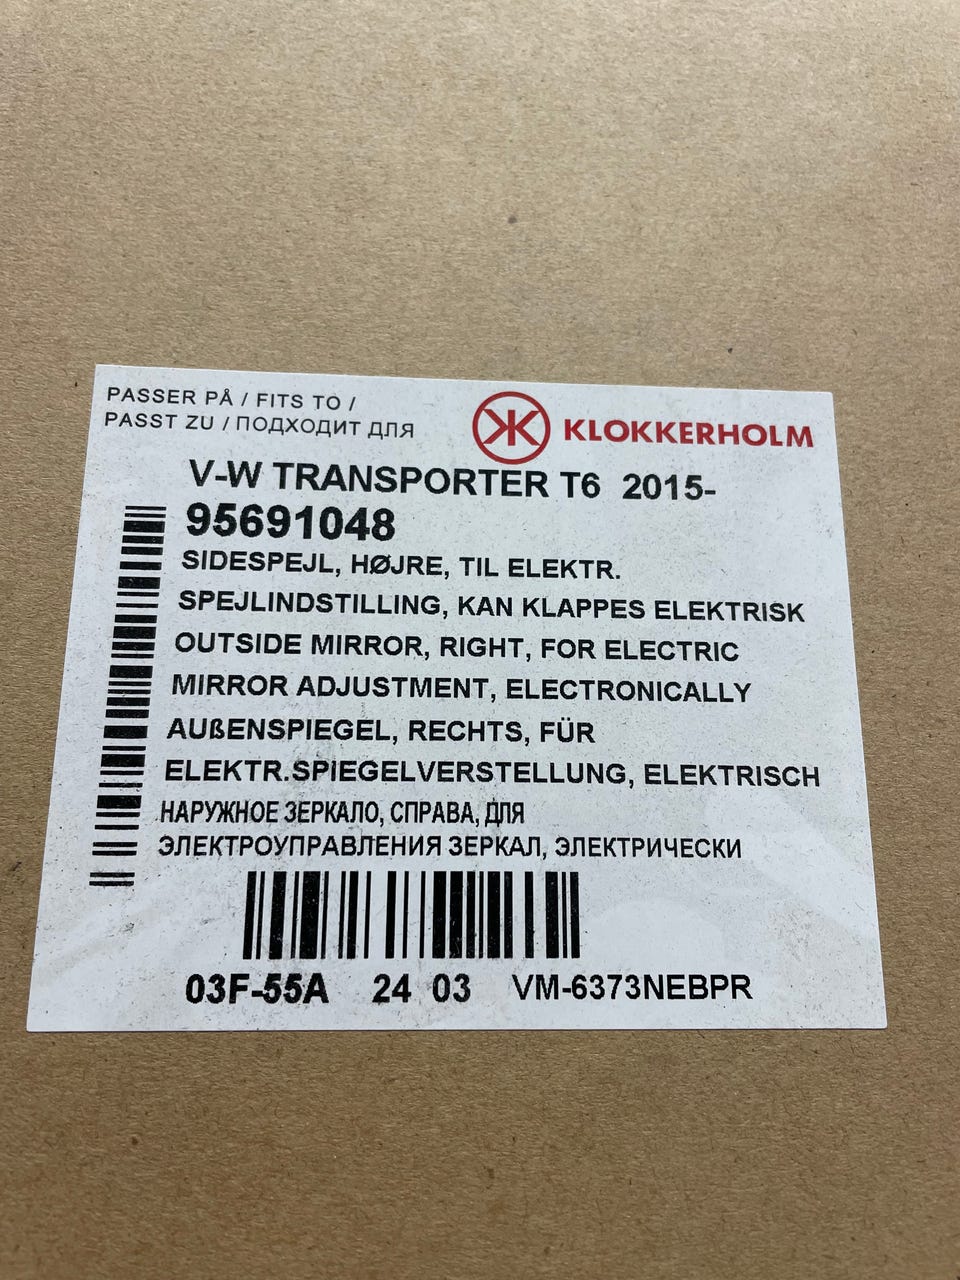 PASSER PÅ / FITS TO /
PASST ZU / ПОДХОДИТ ДЛЯ
KLOKKERHOLM
V-W TRANSPORTER T6 2015-
95691048
SIDESPEJL, HØJRE, TIL ELEKTR.
SPEJLINDSTILLING, KAN KLAPPES ELEKTRISK
OUTSIDE MIRROR, RIGHT, FOR ELECTRIC
MIRROR ADJUSTMENT, ELECTRONICALLY
AUßENSPIEGEL, RECHTS, FÜR
ELEKTR.SPIEGELVERSTELLUNG, ELEKTRISCH
НАРУЖНОЕ ЗЕРКАЛО, СПРАВА, ДЛЯ
ЭЛЕКТРОУПРАВЛЕНИЯ ЗЕРКАЛ, ЭЛЕКТРИЧЕСКИ
03F-55A 24 03 VM-6373NEBPR